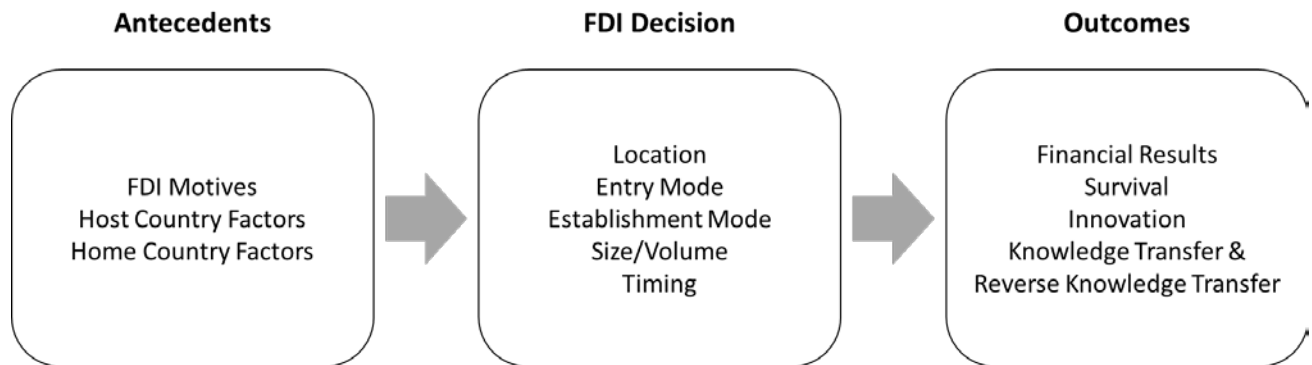 Antecedents
FDI Motives
Host Country Factors
Home Country Factors
FDI Decision
Location
Entry Mode
Establishment Mode
Size/Volume
Timing
Outcomes
Financial Results
Survival
Innovation
Knowledge Transfer &
Reverse Knowledge Transfer